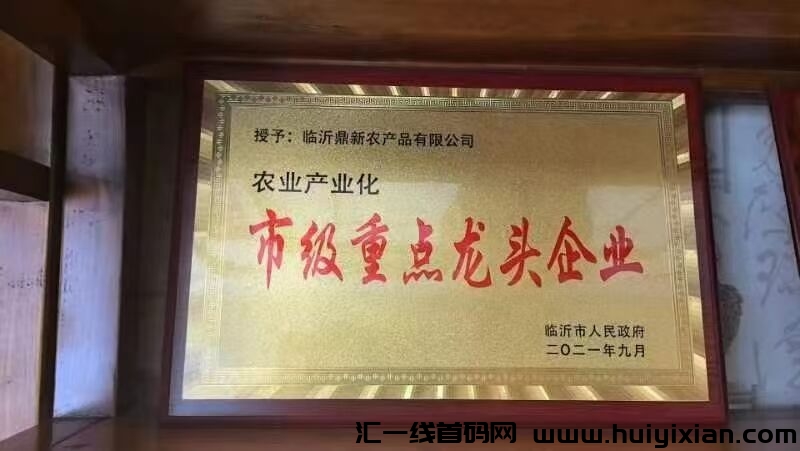 授予：临沂鼎新农产品有限公司
农业产业化
市级重点龙头企业
临沂市人民政府
二〇二一年九月
汇一线首码网 www.huiyixian.com